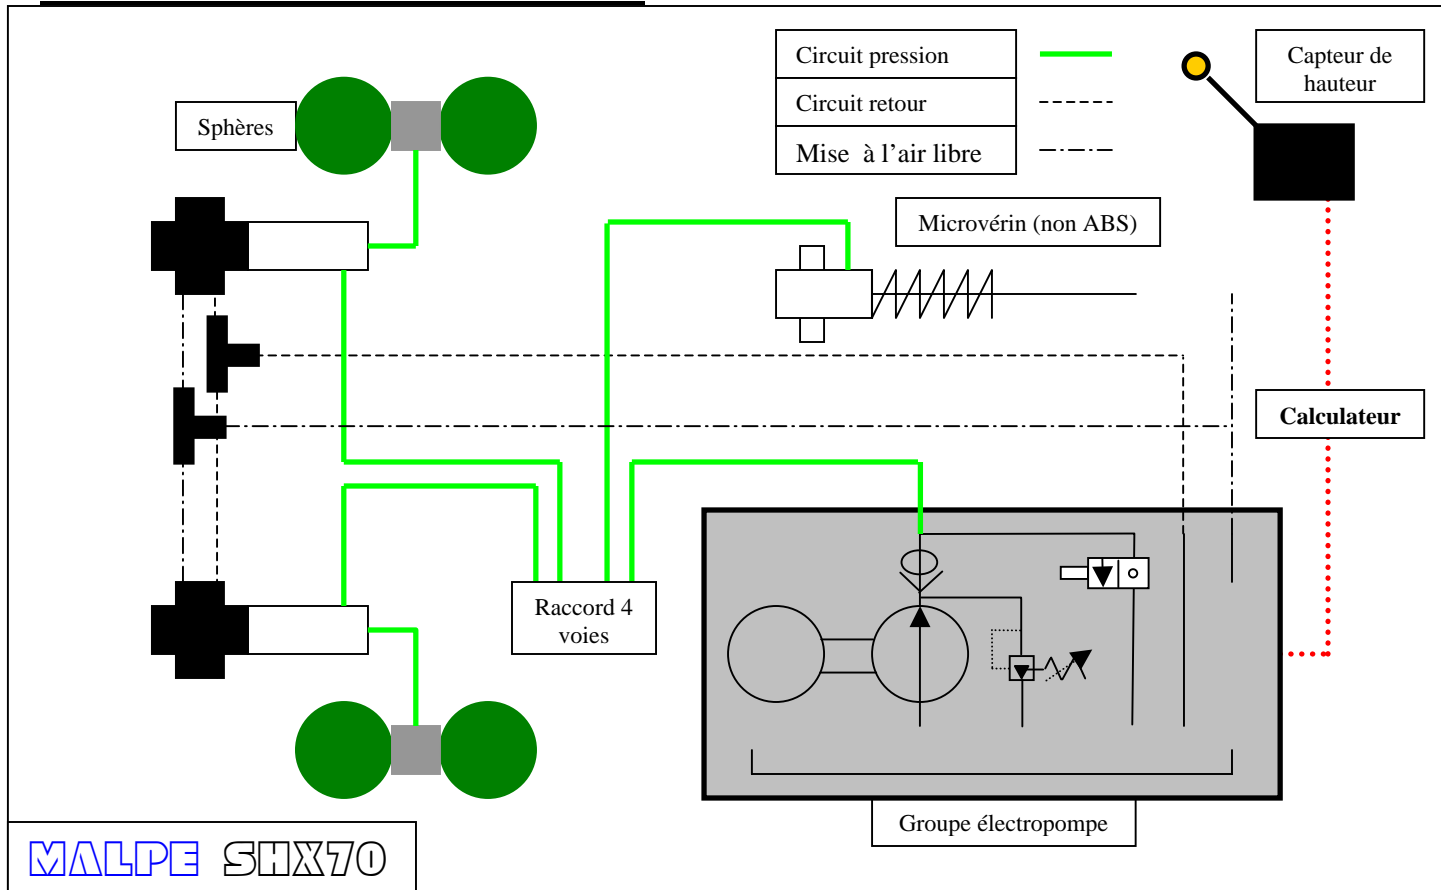 Circuit pression
Capteur de
hauteur
Circuit retour
Sphères
Mise à l'air libre
Microvérin (non ABS)
Calculateur
Raccord 4
voies
Groupe électropompe
MALPE SHX70